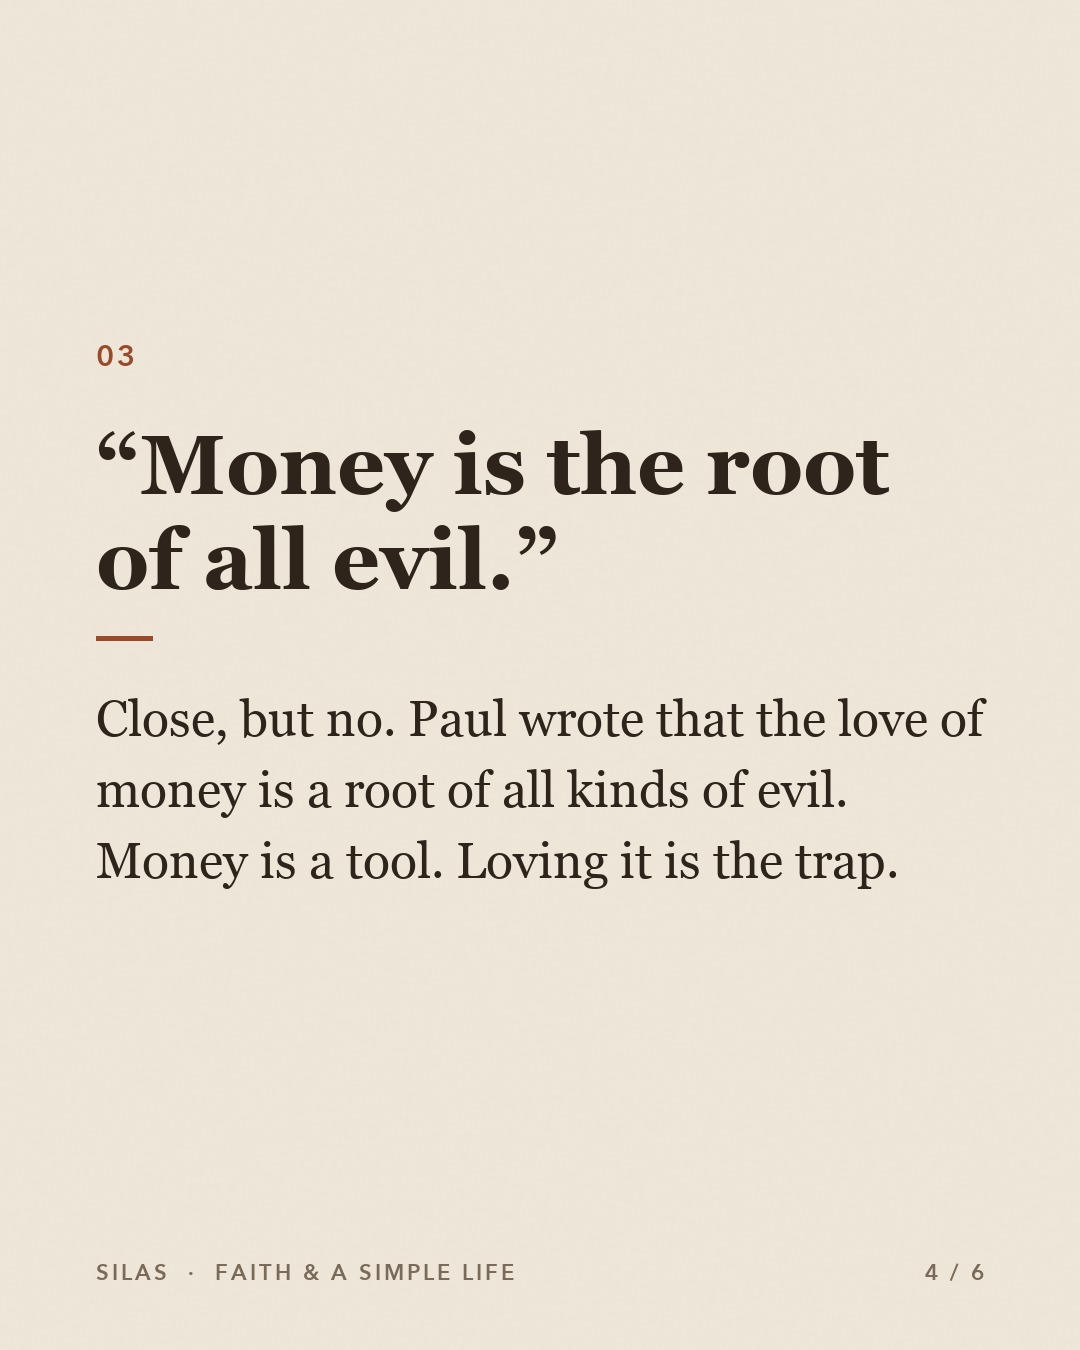 03
“Money is the root
of all evil.”
Close, but no. Paul wrote that the love of
money is a root of all kinds of evil.
Money is a tool. Loving it is the trap.
SILAS · FAITH & A SIMPLE LIFE
4 / 6